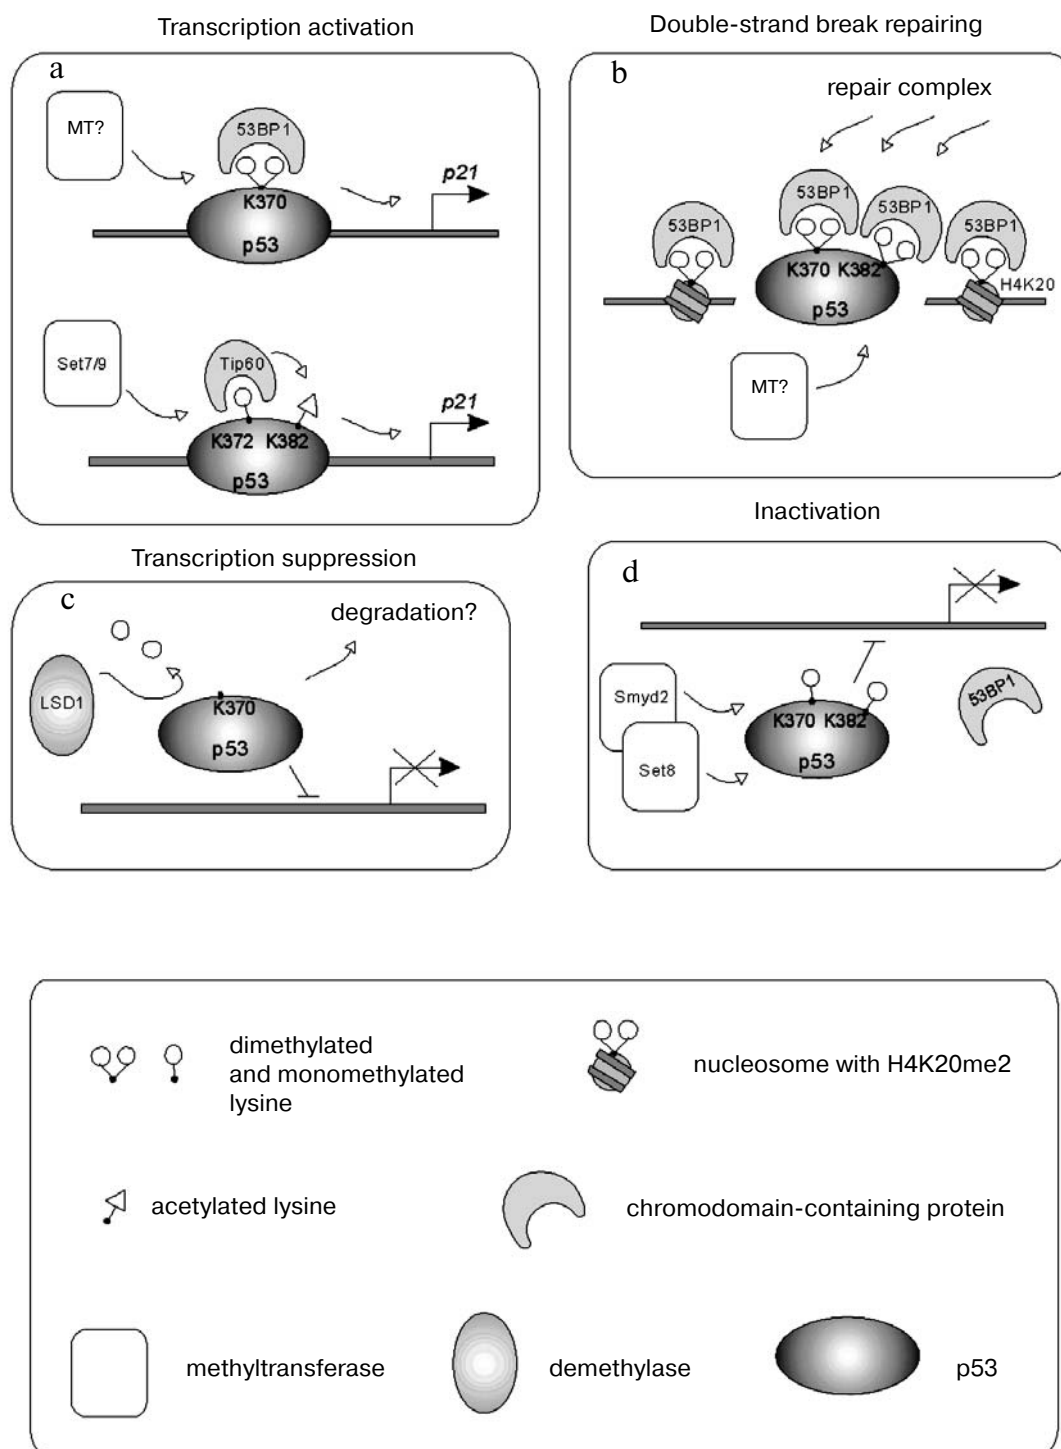 Transcription activation
a
MT?
53BP1
p21
K370
p53
Set7/9
Tip60
p21
K372 K382
p53
Double-strand break repairing
b
repair complex
53BP1
53BP1
53BP1
53BP1
K370 K382
H4K20
p53
MT?
Transcription suppression
c
degradation?
LSD1
K370
p53
Inactivation
d
Smyd2
53BP1
K370 K382
p53
Set8
dimethylated
and monomethylated
lysine
nucleosome with H4K20me2
acetylated lysine
chromodomain-containing protein
methyltransferase
demethylase
p53